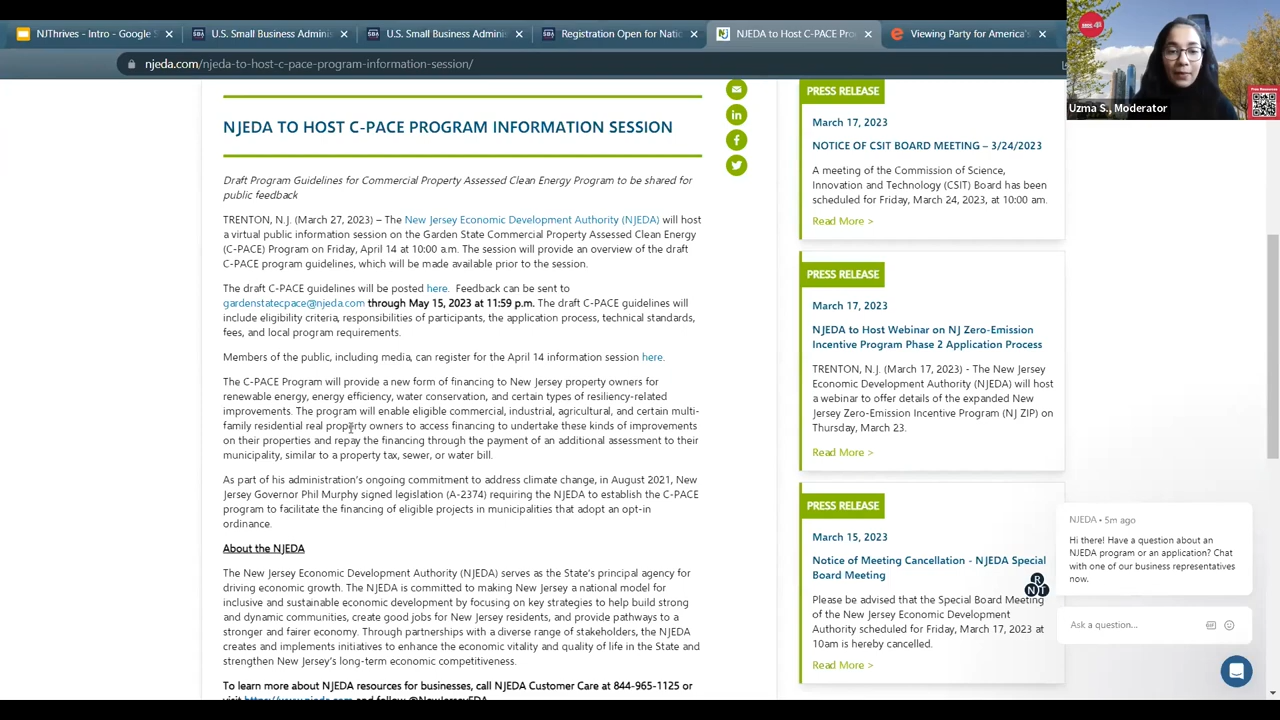 NJThrives - Intro - Google S
U.S. Small Business Adminis
U.S. Small Business Adminis
Registration Open for Natio
NJEDA to Host C-PACE Pro
Viewing Party for America's
njeda.com/njeda-to-host-c-pace-program-information-session/
Uzma S., Moderator
NJEDA TO HOST C-PACE PROGRAM INFORMATION SESSION
Draft Program Guidelines for Commercial Property Assessed Clean Energy Program to be shared for
public feedback
TRENTON, N.J. (March 27, 2023) – The New Jersey Economic Development Authority (NJEDA) will host
a virtual public information session on the Garden State Commercial Property Assessed Clean Energy
(C-PACE) Program on Friday, April 14 at 10:00 a.m. The session will provide an overview of the draft
C-PACE program guidelines, which will be made available prior to the session.
The draft C-PACE guidelines will be posted here. Feedback can be sent to
gardenstatecpace@njeda.com through May 15, 2023 at 11:59 p.m. The draft C-PACE guidelines will
include eligibility criteria, responsibilities of participants, the application process, technical standards,
fees, and local program requirements.
Members of the public, including media, can register for the April 14 information session here.
The C-PACE Program will provide a new form of financing to New Jersey property owners for
renewable energy, energy efficiency, water conservation, and certain types of resiliency-related
improvements. The program will enable eligible commercial, industrial, agricultural, and certain multi-
family residential real property owners to access financing to undertake these kinds of improvements
on their properties and repay the financing through the payment of an additional assessment to their
municipality, similar to a property tax, sewer, or water bill.
As part of his administration's ongoing commitment to address climate change, in August 2021, New
Jersey Governor Phil Murphy signed legislation (A-2374) requiring the NJEDA to establish the C-PACE
program to facilitate the financing of eligible projects in municipalities that adopt an opt-in
ordinance.
About the NJEDA
The New Jersey Economic Development Authority (NJEDA) serves as the State's principal agency for
driving economic growth. The NJEDA is committed to making New Jersey a national model for
inclusive and sustainable economic development by focusing on key strategies to help build strong
and dynamic communities, create good jobs for New Jersey residents, and provide pathways to a
stronger and fairer economy. Through partnerships with a diverse range of stakeholders, the NJEDA
creates and implements initiatives to enhance the economic vitality and quality of life in the State and
strengthen New Jersey's long-term economic competitiveness.
To learn more about NJEDA resources for businesses, call NJEDA Customer Care at 844-965-1125 or
visit https://www.njeda.com and follow @NewJerseyEDA
PRESS RELEASE
March 17, 2023
NOTICE OF CSIT BOARD MEETING – 3/24/2023
A meeting of the Commission of Science,
Innovation and Technology (CSIT) Board has been
scheduled for Friday, March 24, 2023, at 10:00 am.
Read More >
PRESS RELEASE
March 17, 2023
NJEDA to Host Webinar on NJ Zero-Emission
Incentive Program Phase 2 Application Process
TRENTON, N.J. (March 17, 2023) - The New Jersey
Economic Development Authority (NJEDA) will host
a webinar to offer details of the expanded New
Jersey Zero-Emission Incentive Program (NJ ZIP) on
Thursday, March 23.
Read More >
PRESS RELEASE
March 15, 2023
Notice of Meeting Cancellation - NJEDA Special
Board Meeting
Please be advised that the Special Board Meeting
of the New Jersey Economic Development
Authority scheduled for Friday, March 17, 2023 at
10am is hereby cancelled.
Read More >
NJEDA • 5m ago
Hi there! Have a question about an
NJEDA program or an application? Chat
with one of our business representatives
now.
Ask a question...
GIF